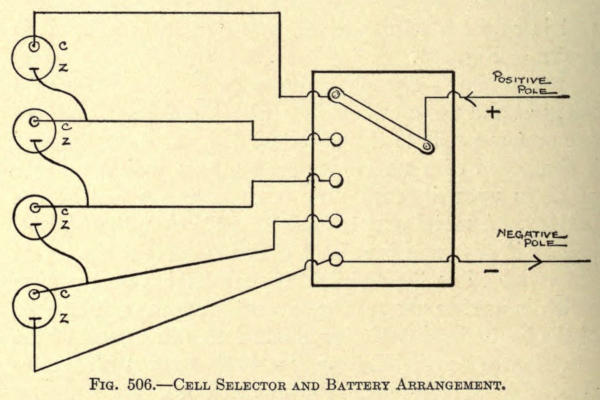 C
Z
C
Z
C
Z
C
Z
POSITIVE
POLE
+
NEGATIVE
POLE
−
FIG. 506.—CELL SELECTOR AND BATTERY ARRANGEMENT.